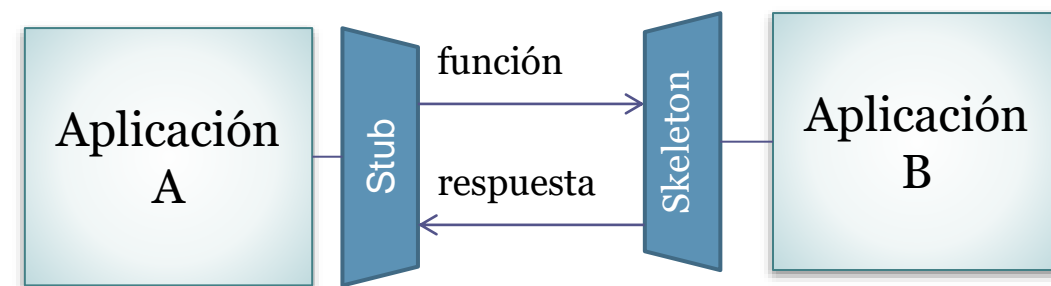 Aplicación
A
Stub
función
respuesta
Skeleton
Aplicación
B